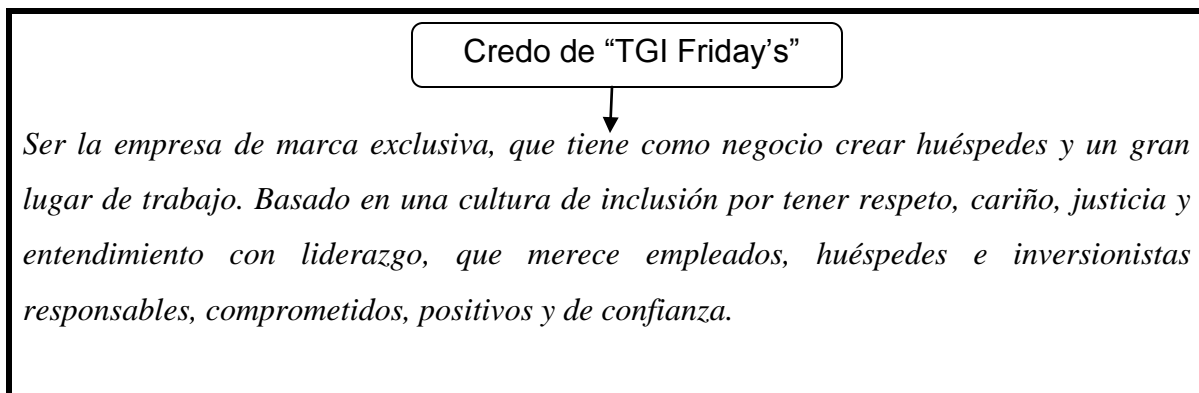 Credo de “TGI Friday's”
Ser la empresa de marca exclusiva, que tiene como negocio crear huéspedes y un gran
lugar de trabajo. Basado en una cultura de inclusión por tener respeto, cariño, justicia y
entendimiento con liderazgo, que merece empleados, huéspedes e inversionistas
responsables, comprometidos, positivos y de confianza.